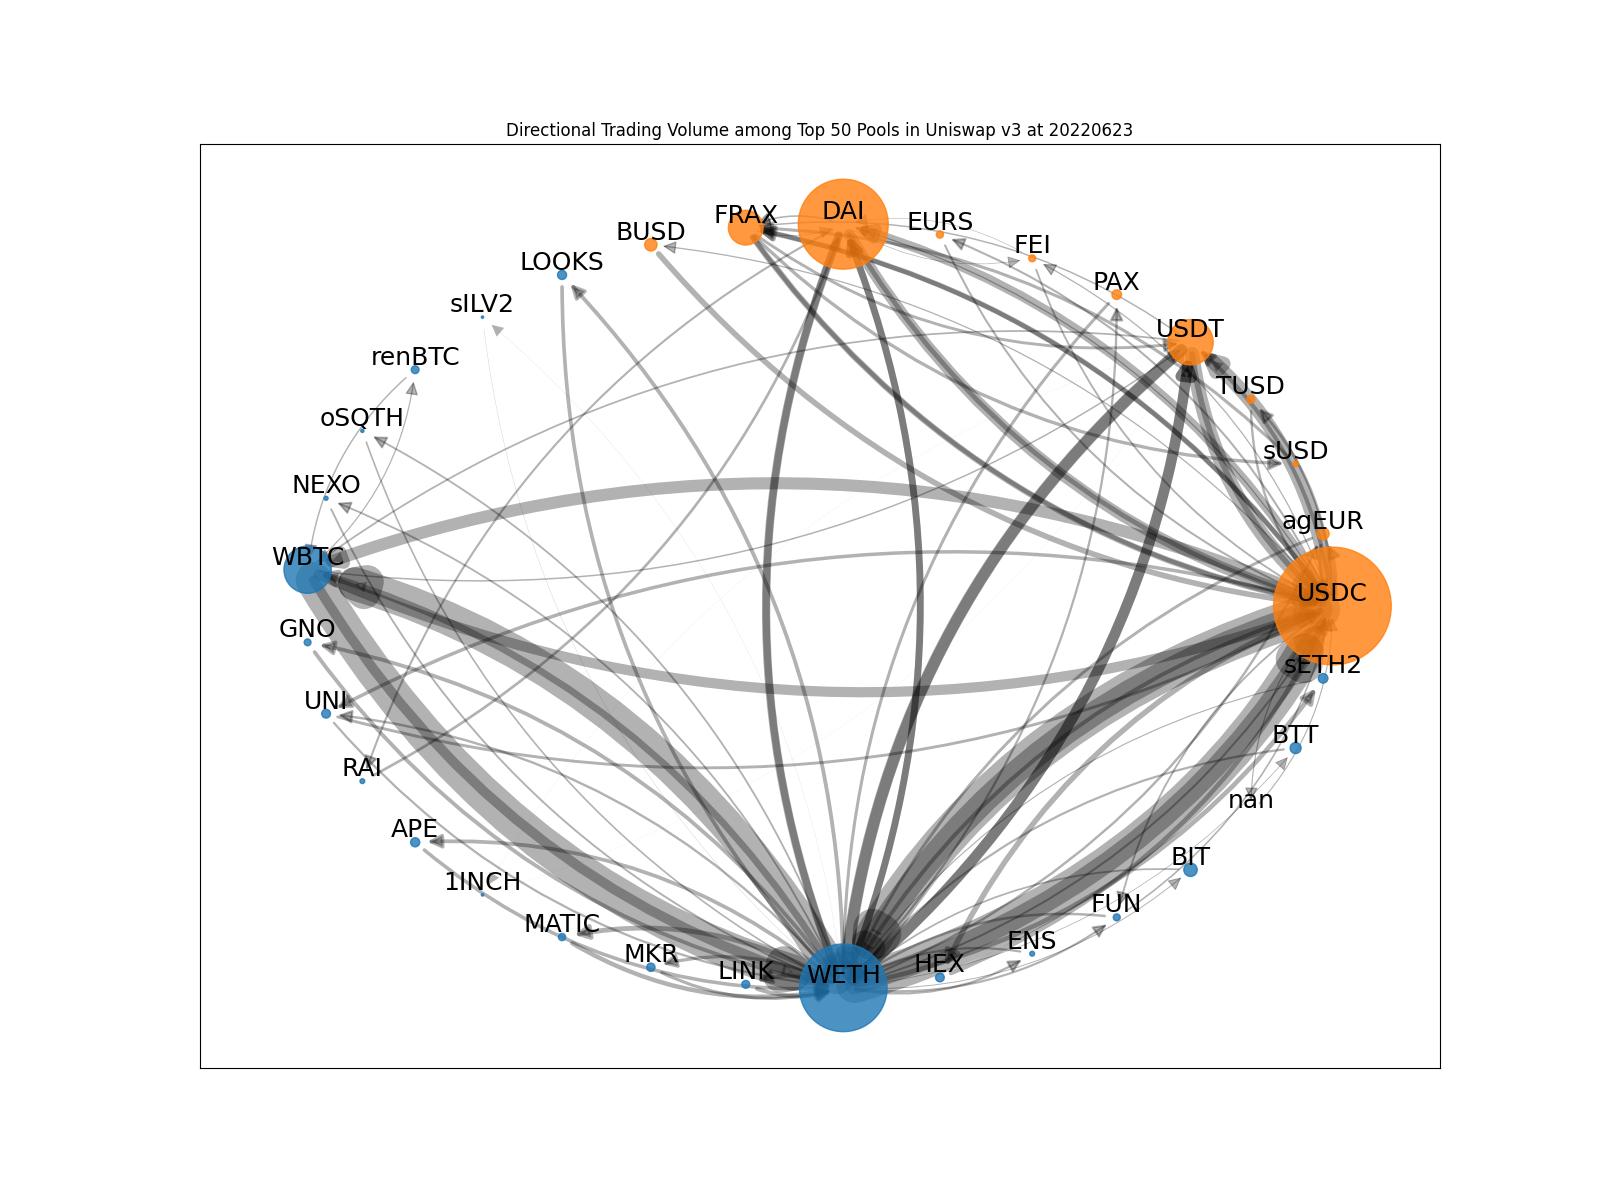 Directional Trading Volume among Top 50 Pools in Uniswap v3 at 20220623
DAI
FRAX
EURS
BUSD
FEI
LOOKS
PAX
sILV2
USDT
renBTC
TUSD
oSQTH
sUSD
NEXO
agEUR
WBTC
USDC
GNO
sETH2
UNI
BTT
RAI
nan
APE
BIT
1INCH
FUN
MATIC
ENS
MKR
HEX
LINK
WETH